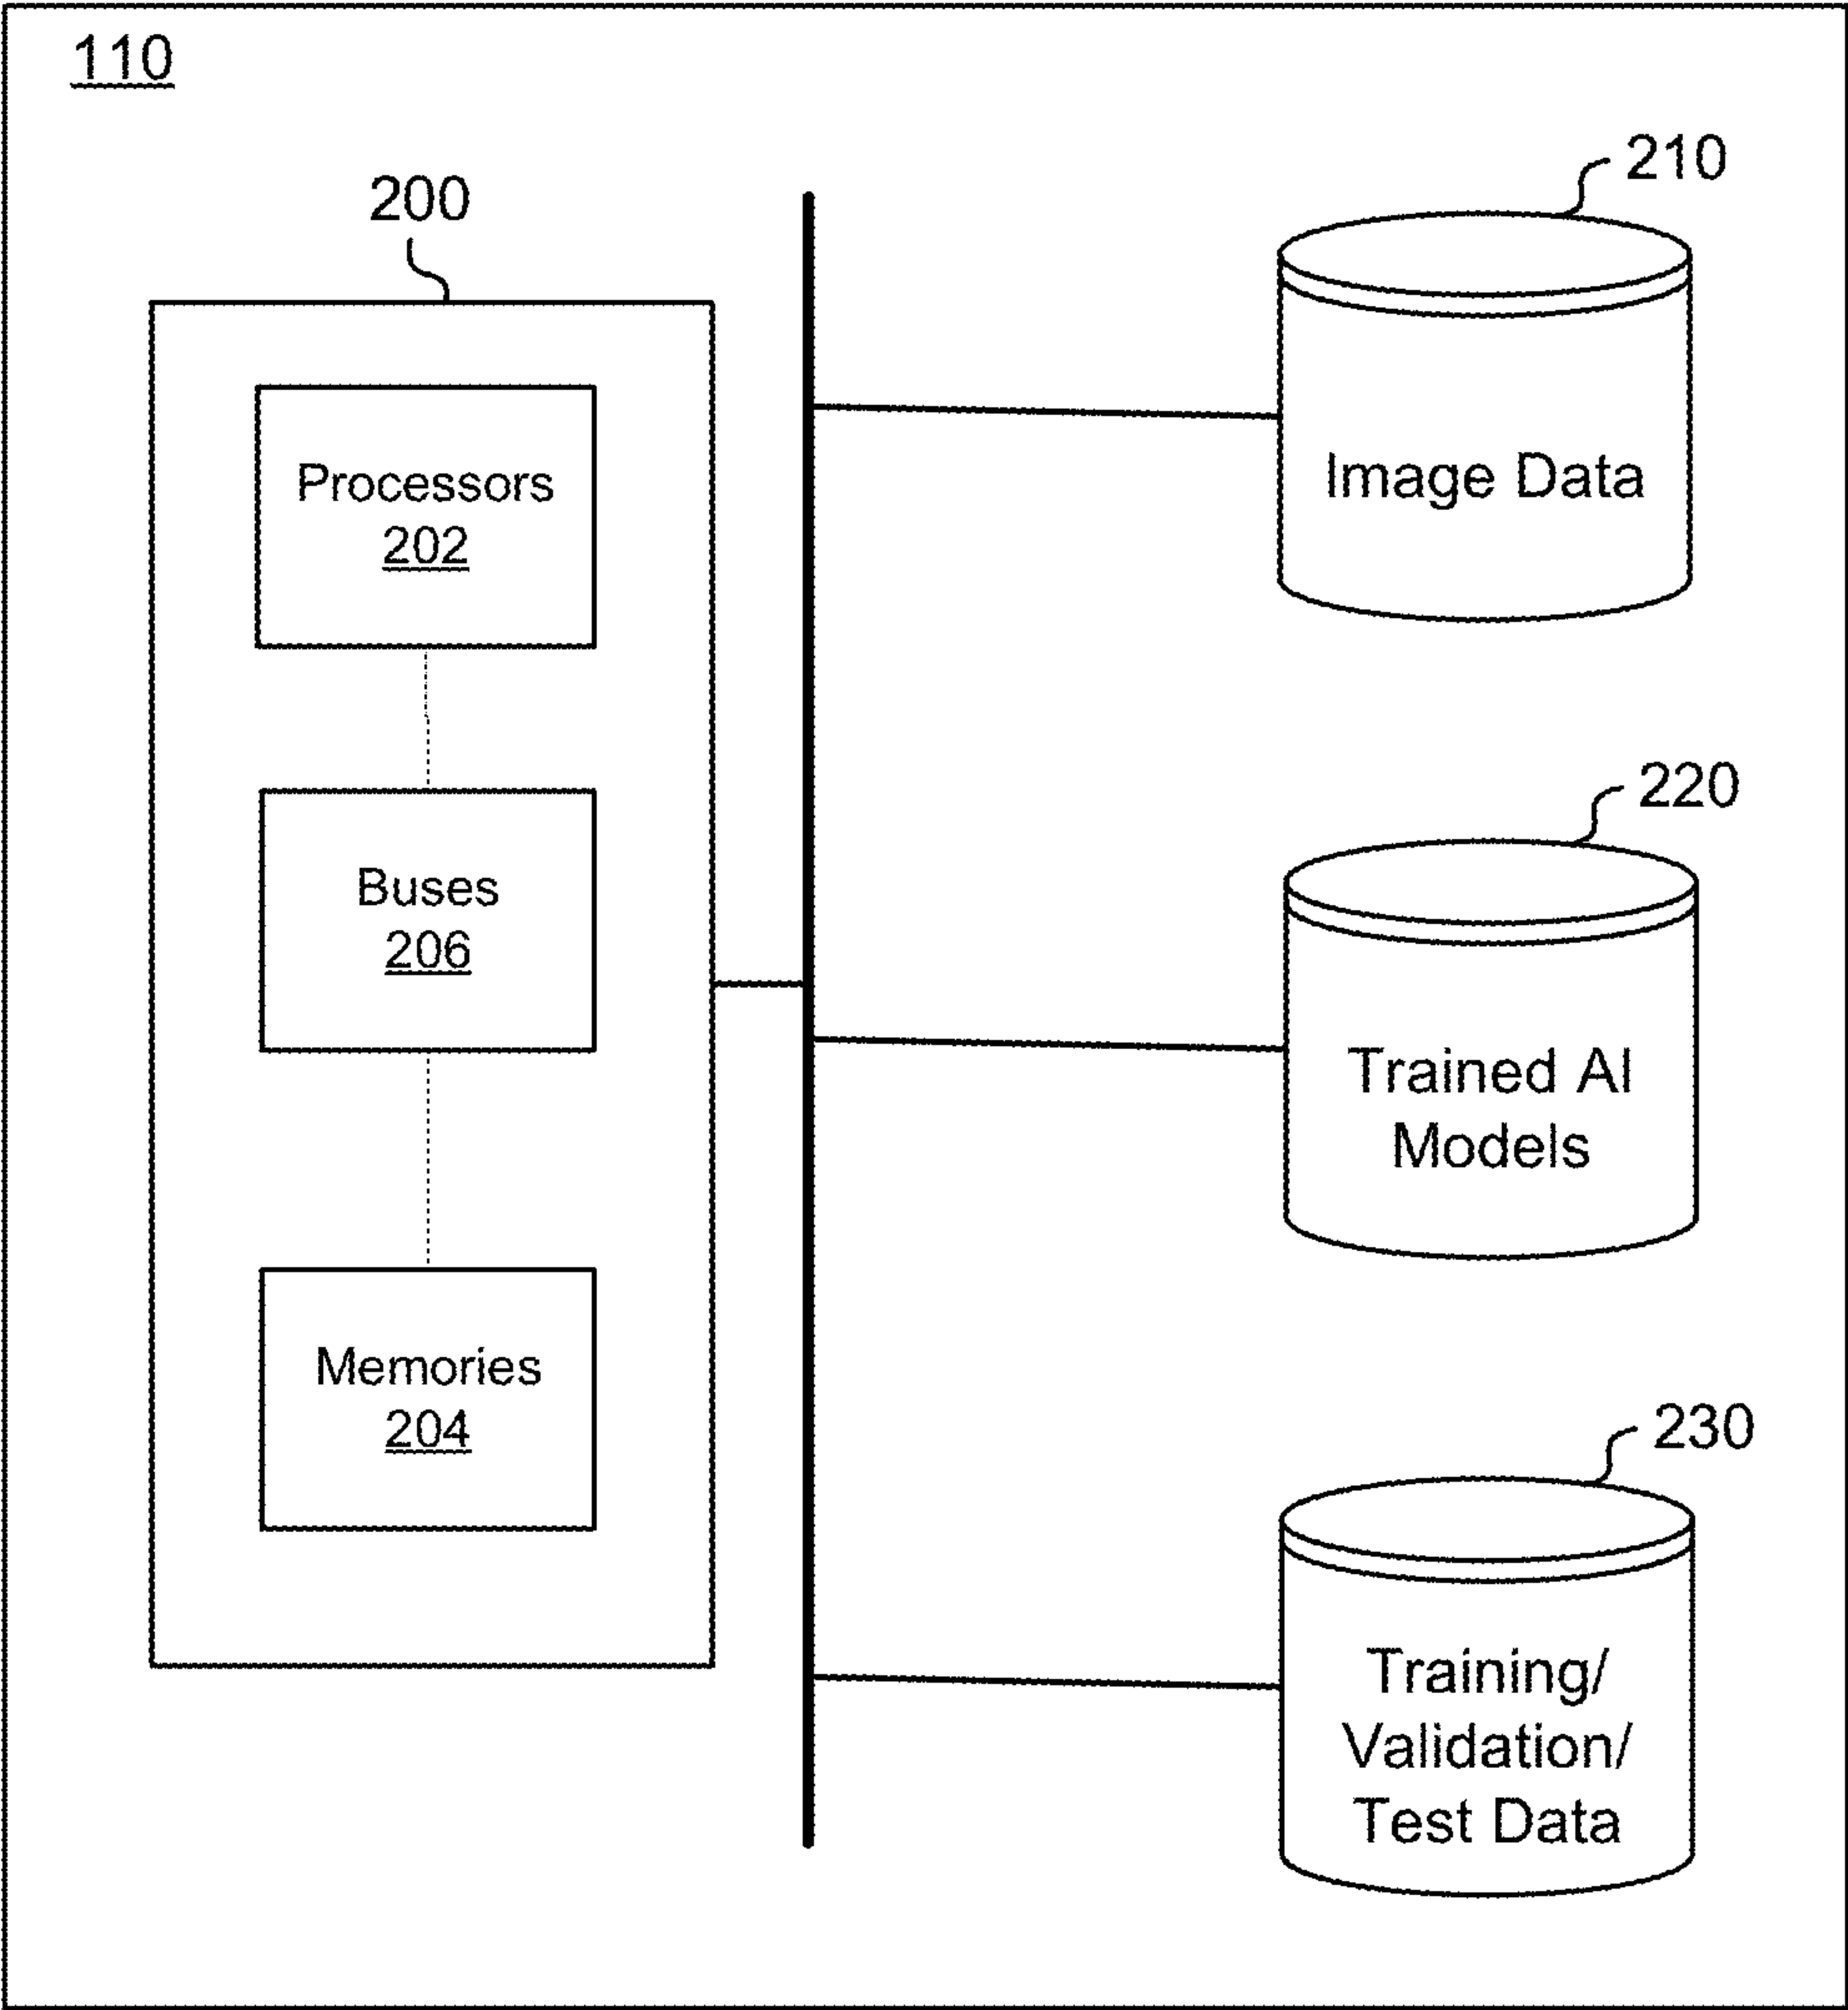 110
200
Processors
202
Buses
206
Memories
204
210
Image Data
220
Trained AI
Models
230
Training/
Validation/
Test Data